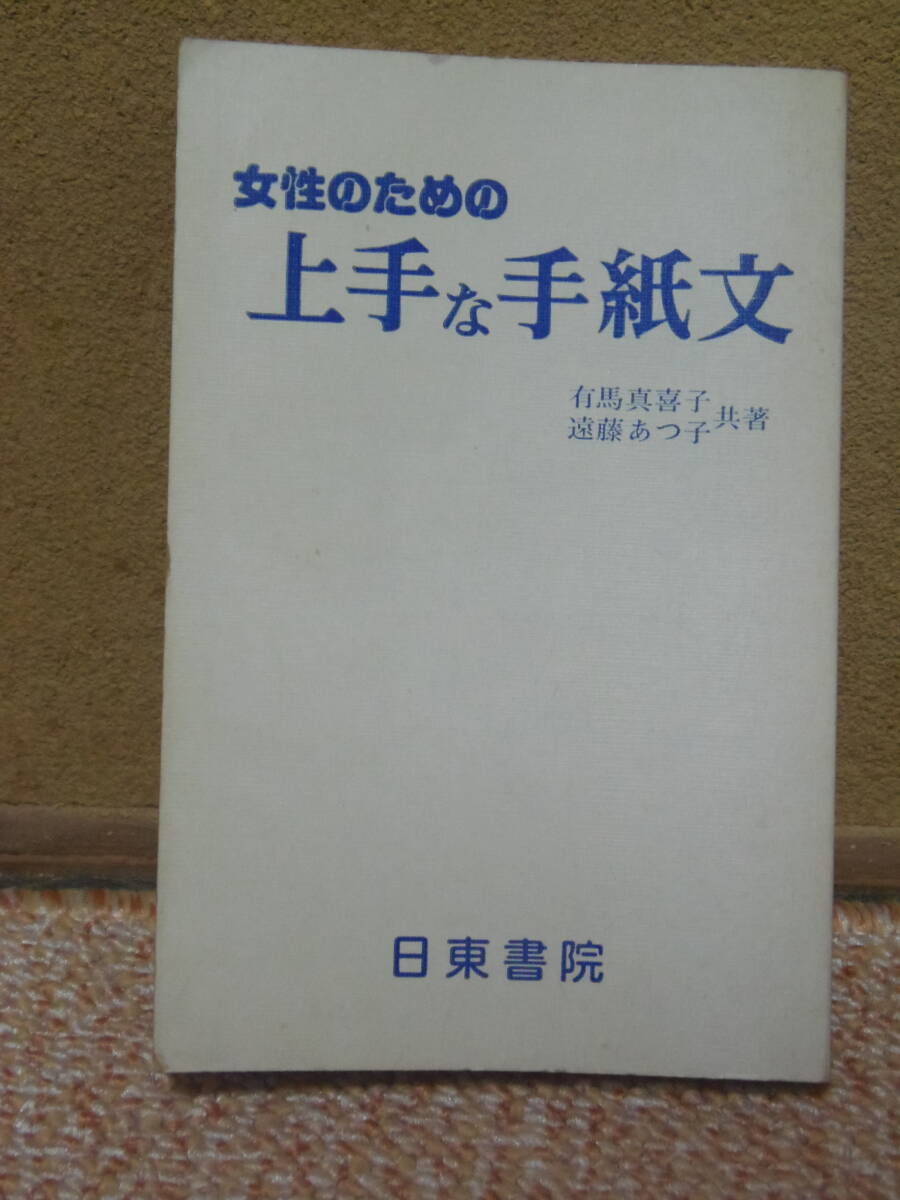 女性のための
上手な手紙文
有馬真喜子
遠藤あつ子
共著
日東書院